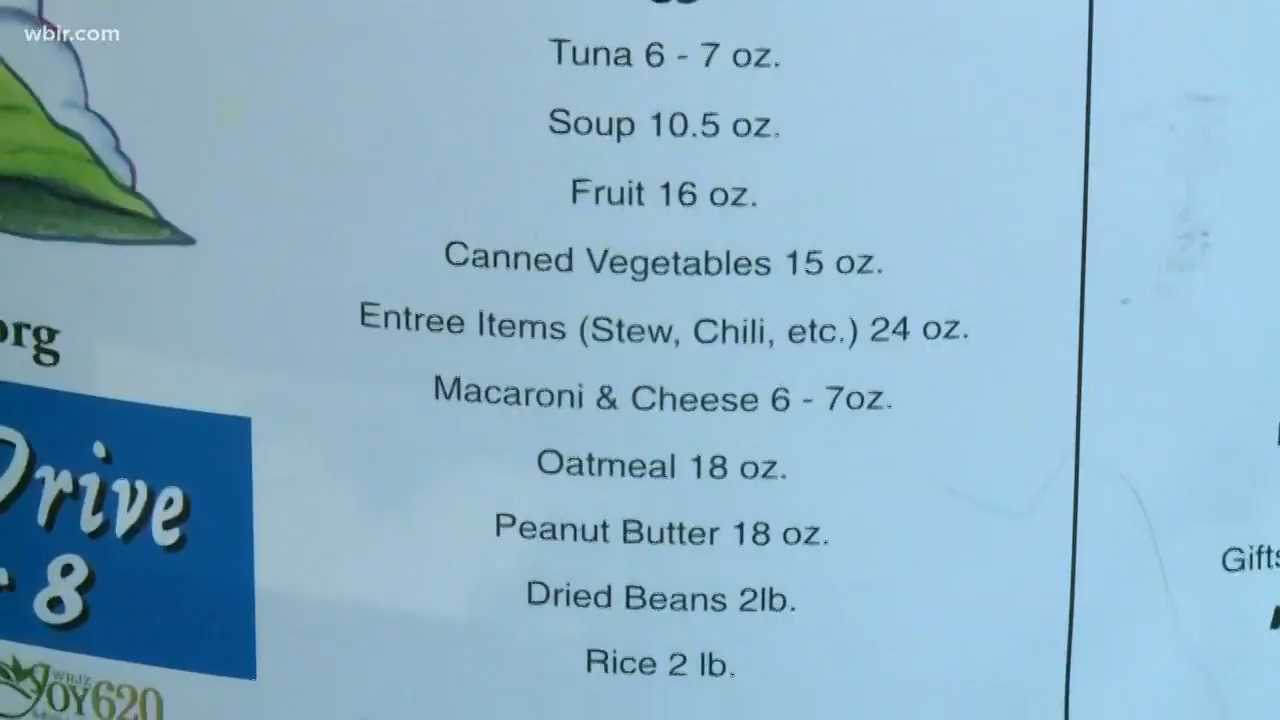 wbir.com
Tuna 6 - 7 oz.
Soup 10.5 oz.
Fruit 16 oz.
Canned Vegetables 15 oz.
org
Entree Items (Stew, Chili, etc.) 24 oz.
Macaroni & Cheese 6 - 7oz.
Drive
- 8
Oatmeal 18 oz.
Peanut Butter 18 oz.
Dried Beans 2lb.
Rice 2 lb.
WRJZ
JOY620
Gifts